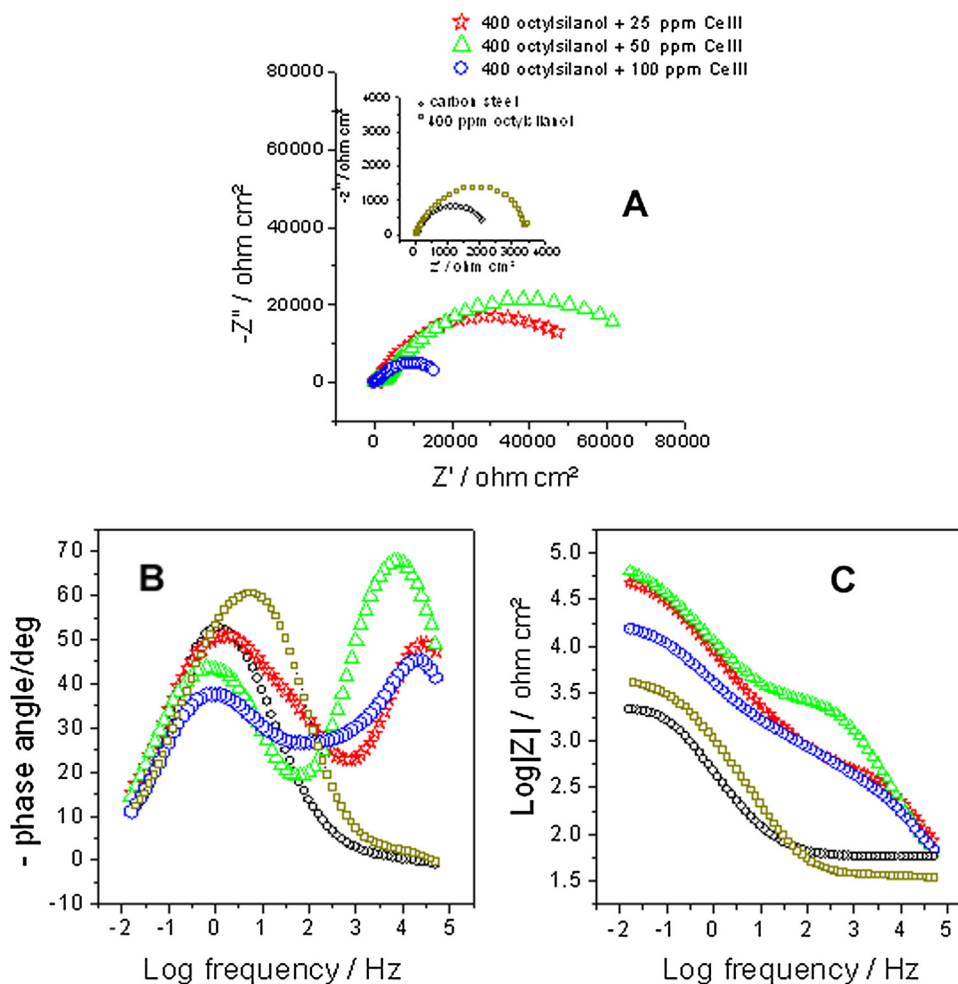 400 octylsilanol + 25 ppm CeIII
400 octylsilanol + 50 ppm CeIII
400 octylsilanol + 100 ppm CeIII
80000
60000
40000
20000
0
-Z'' / ohm cm²
0 20000 40000 60000 80000
Z' / ohm cm²
A
4000
3000
2000
1000
0
-z'' / ohm cm²
carbon steel
400 ppm octylsilanol
0 1000 2000 3000 4000
Z' / ohm cm²
B
70
60
50
40
30
20
10
0
-10
- phase angle/deg
-2 -1 0 1 2 3 4 5
Log frequency / Hz
C
5.0
4.5
4.0
3.5
3.0
2.5
2.0
1.5
Log|Z| / ohm cm²
-2 -1 0 1 2 3 4 5
Log frequency / Hz